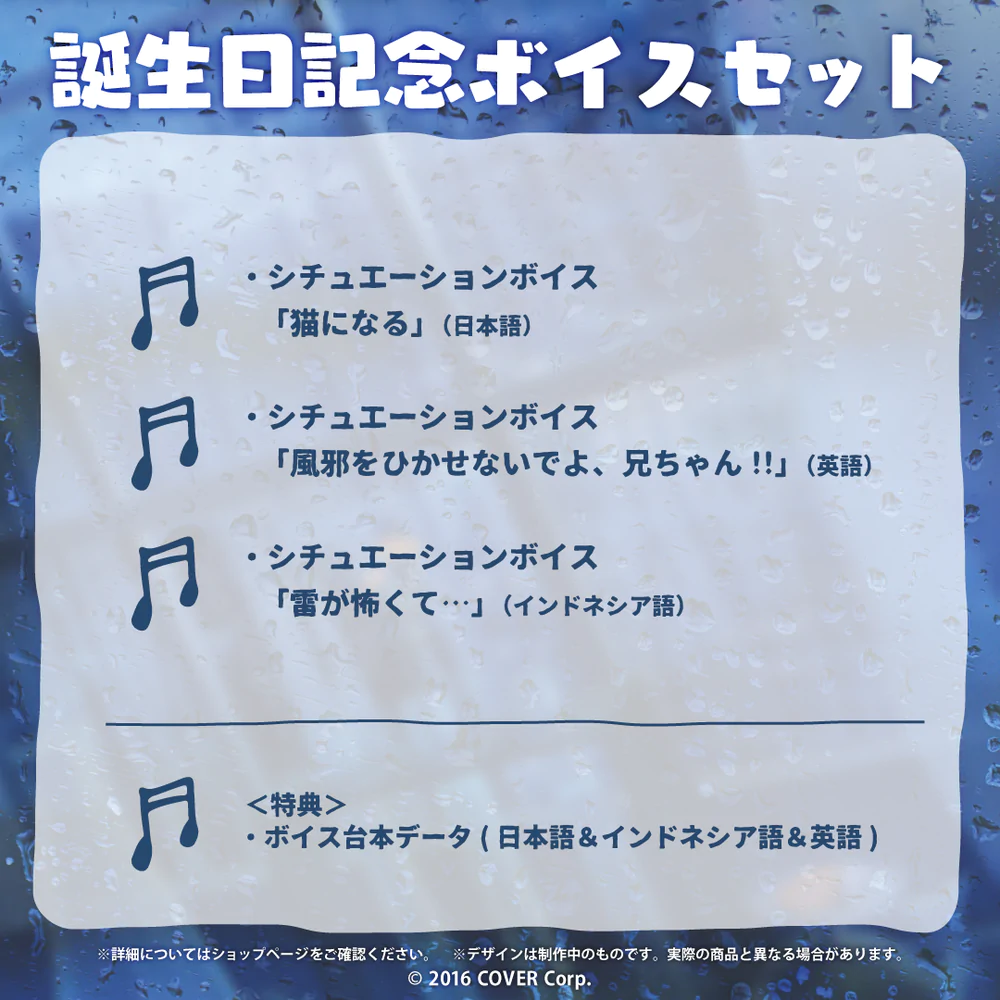 誕生日記念ボイスセット
・シチュエーションボイス
「猫になる」（日本語）
・シチュエーションボイス
「風邪をひかせないでよ、兄ちゃん!!」（英語）
・シチュエーションボイス
「雷が怖くて…」（インドネシア語）
＜特典＞
・ボイス台本データ ( 日本語＆インドネシア語＆英語 )
※詳細についてはショップページをご確認ください。 ※デザインは制作中のものです。実際の商品と異なる場合があります。
© 2016 COVER Corp.